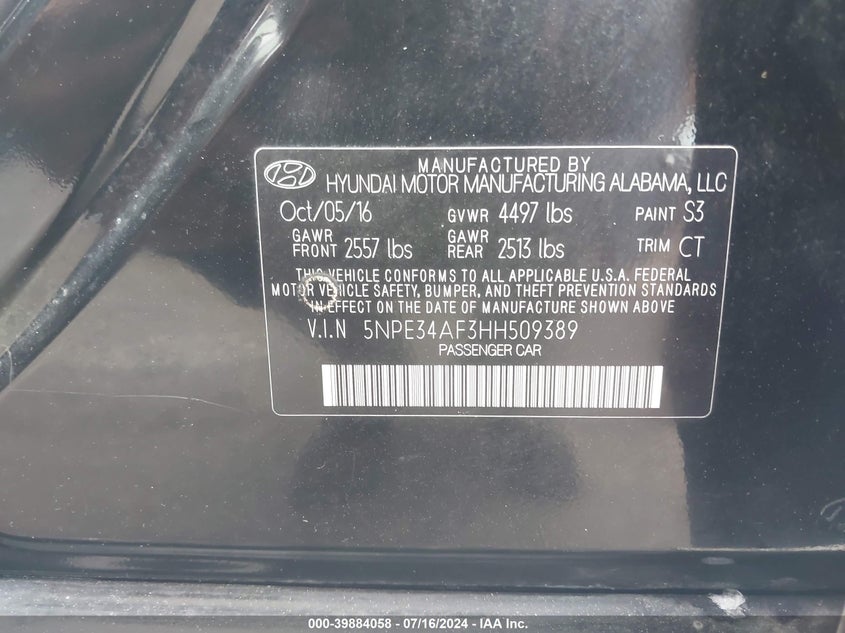 MANUFACTURED BY
HYUNDAI MOTOR MANUFACTURING ALABAMA, LLC
Oct/05/16 GVWR 4497 lbs PAINT S3
GAWR FRONT 2557 lbs GAWR REAR 2513 lbs TRIM CT
THIS VEHICLE CONFORMS TO ALL APPLICABLE U.S.A. FEDERAL
MOTOR VEHICLE SAFETY, BUMPER, AND THEFT PREVENTION STANDARDS
IN EFFECT ON THE DATE OF MANUFACTURE SHOWN ABOVE
V.I.N 5NPE34AF3HH509389
PASSENGER CAR
000-39884058 - 07/16/2024 - IAA Inc.